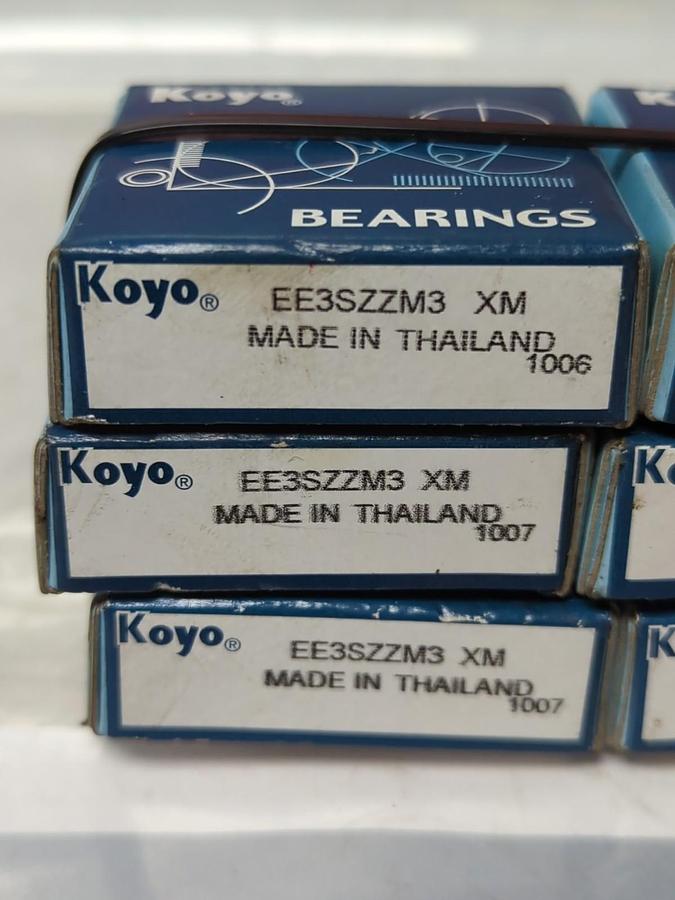 Koyo®
BEARINGS
Koyo® EE3SZZM3 XM
MADE IN THAILAND
1006
Koyo® EE3SZZM3 XM
MADE IN THAILAND
1007
Koyo® EE3SZZM3 XM
MADE IN THAILAND
1007